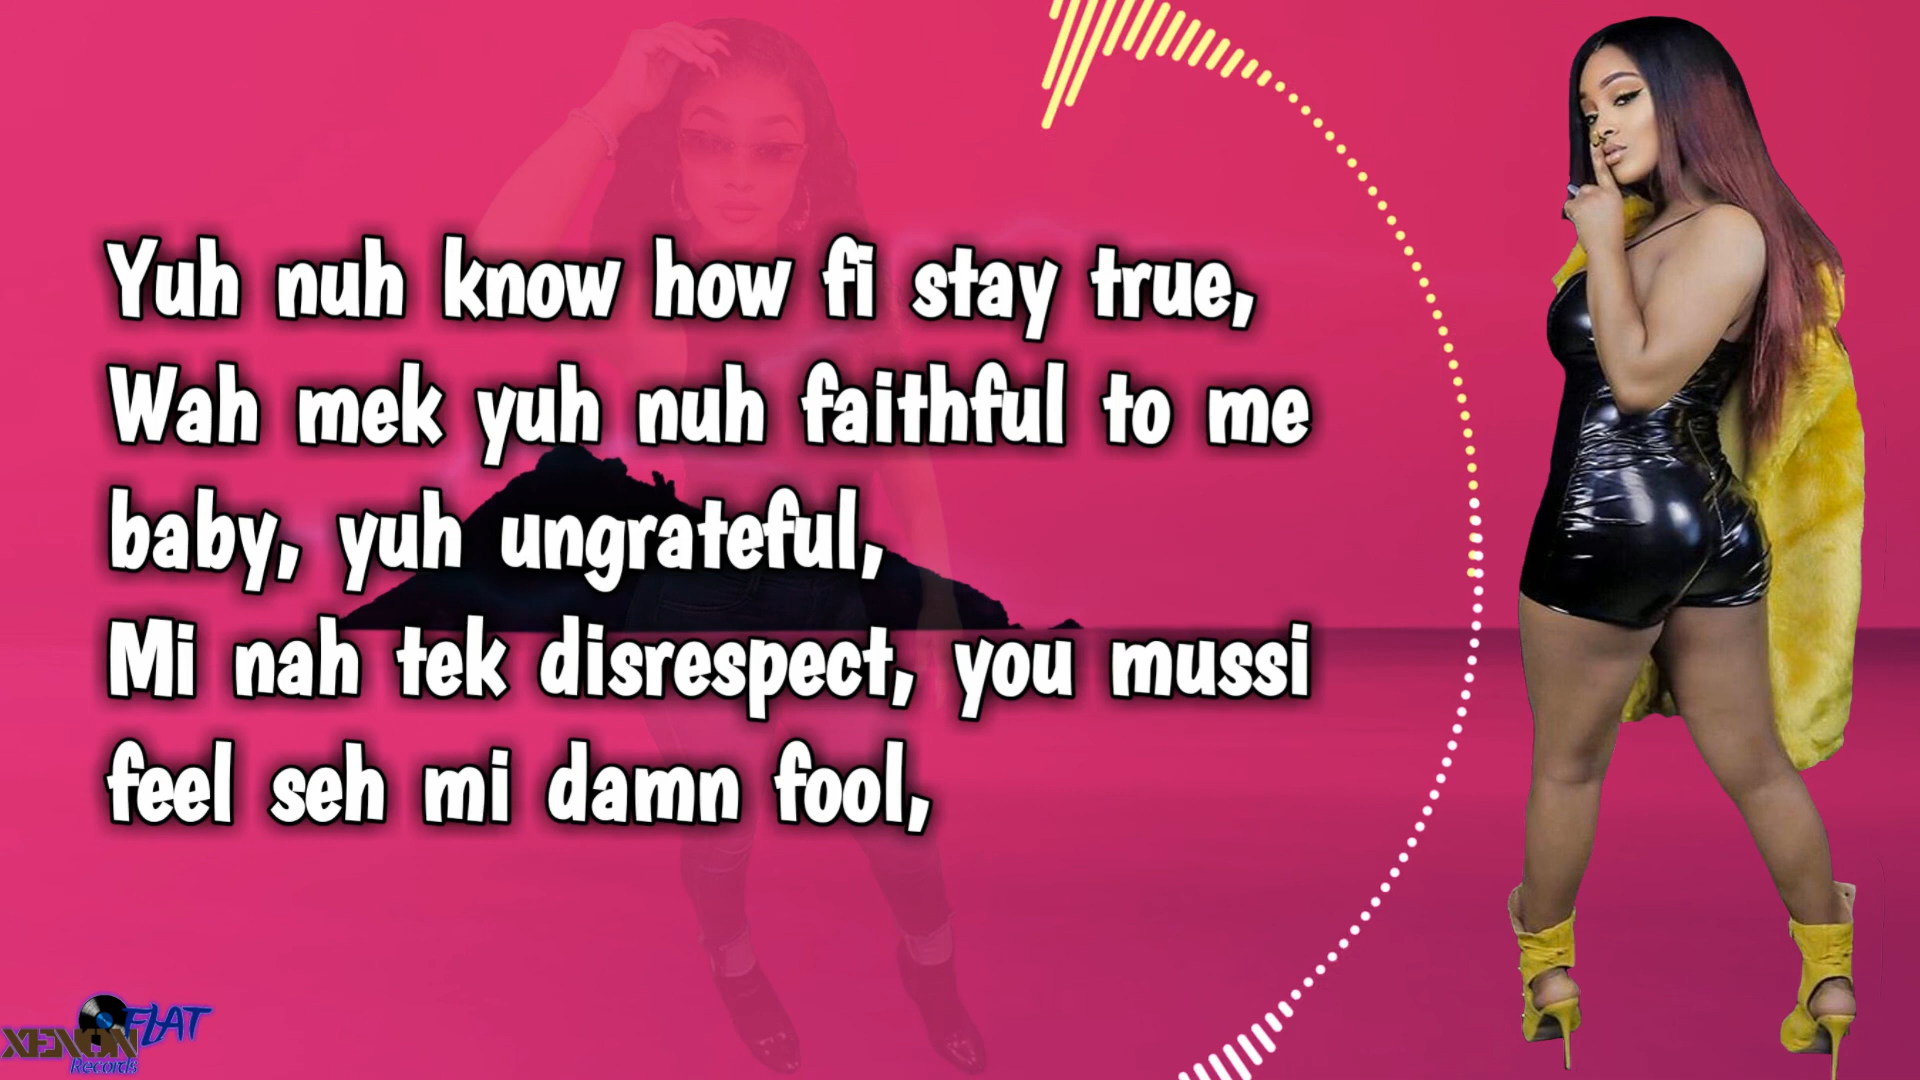 Yuh nuh know how fi stay true,
Wah mek yuh nuh faithful to me
baby, yuh ungrateful,
Mi nah tek disrespect, you mussi
feel seh mi damn fool,
FLAT
XENON
Records